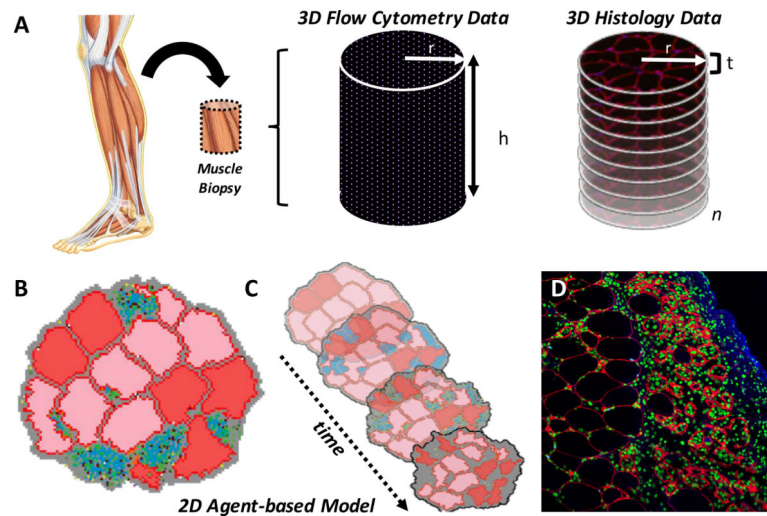 A
3D Flow Cytometry Data
3D Histology Data
r
r
t
h
Muscle
Biopsy
n
B
C
D
time
2D Agent-based Model